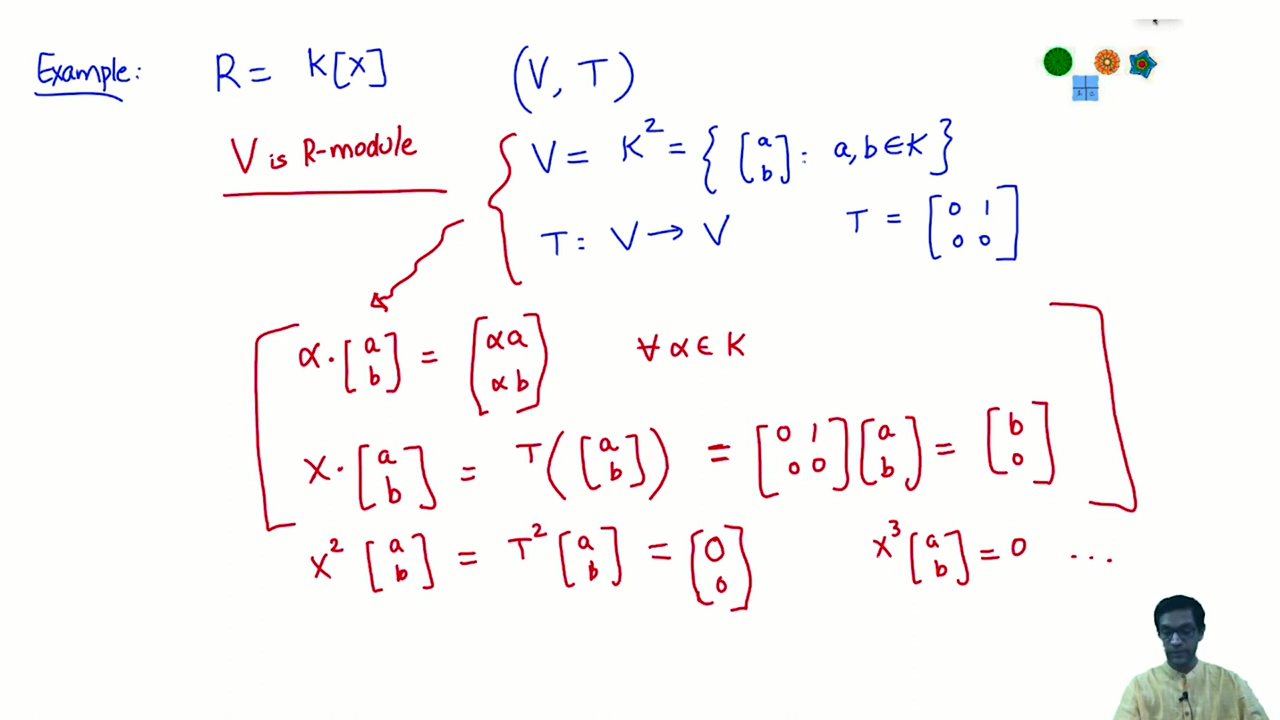 Example: R = K[X] (V, T)
V is R-module
V = K² = { [a b] : a, b ∈ K }
T : V → V T = [0 1 0 0]
α · [a b] = [αa αb] ∀ α ∈ K
X · [a b] = T([a b]) = [0 1 0 0] [a b] = [b 0]
X² [a b] = T² [a b] = [0 0] X³ [a b] = 0 ...